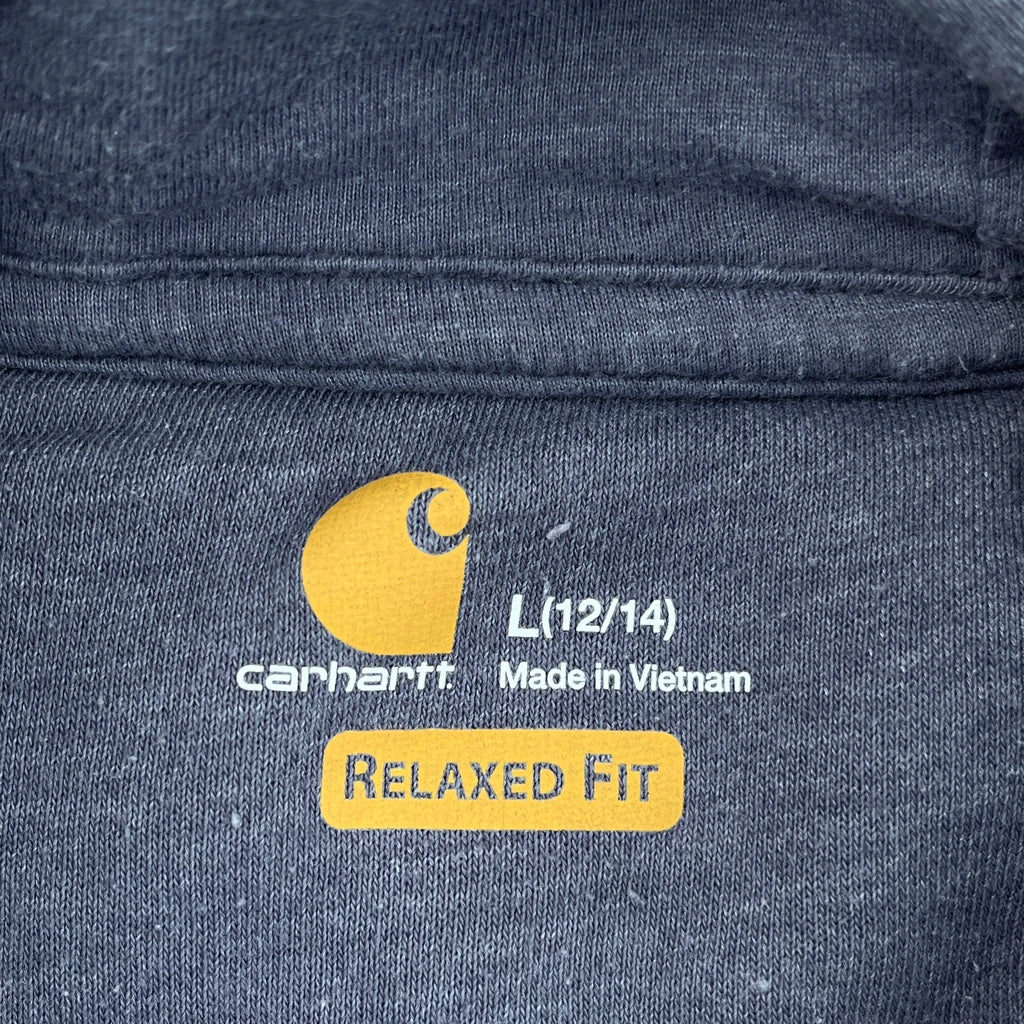 L(12/14)
carhartt
Made in Vietnam
RELAXED FIT